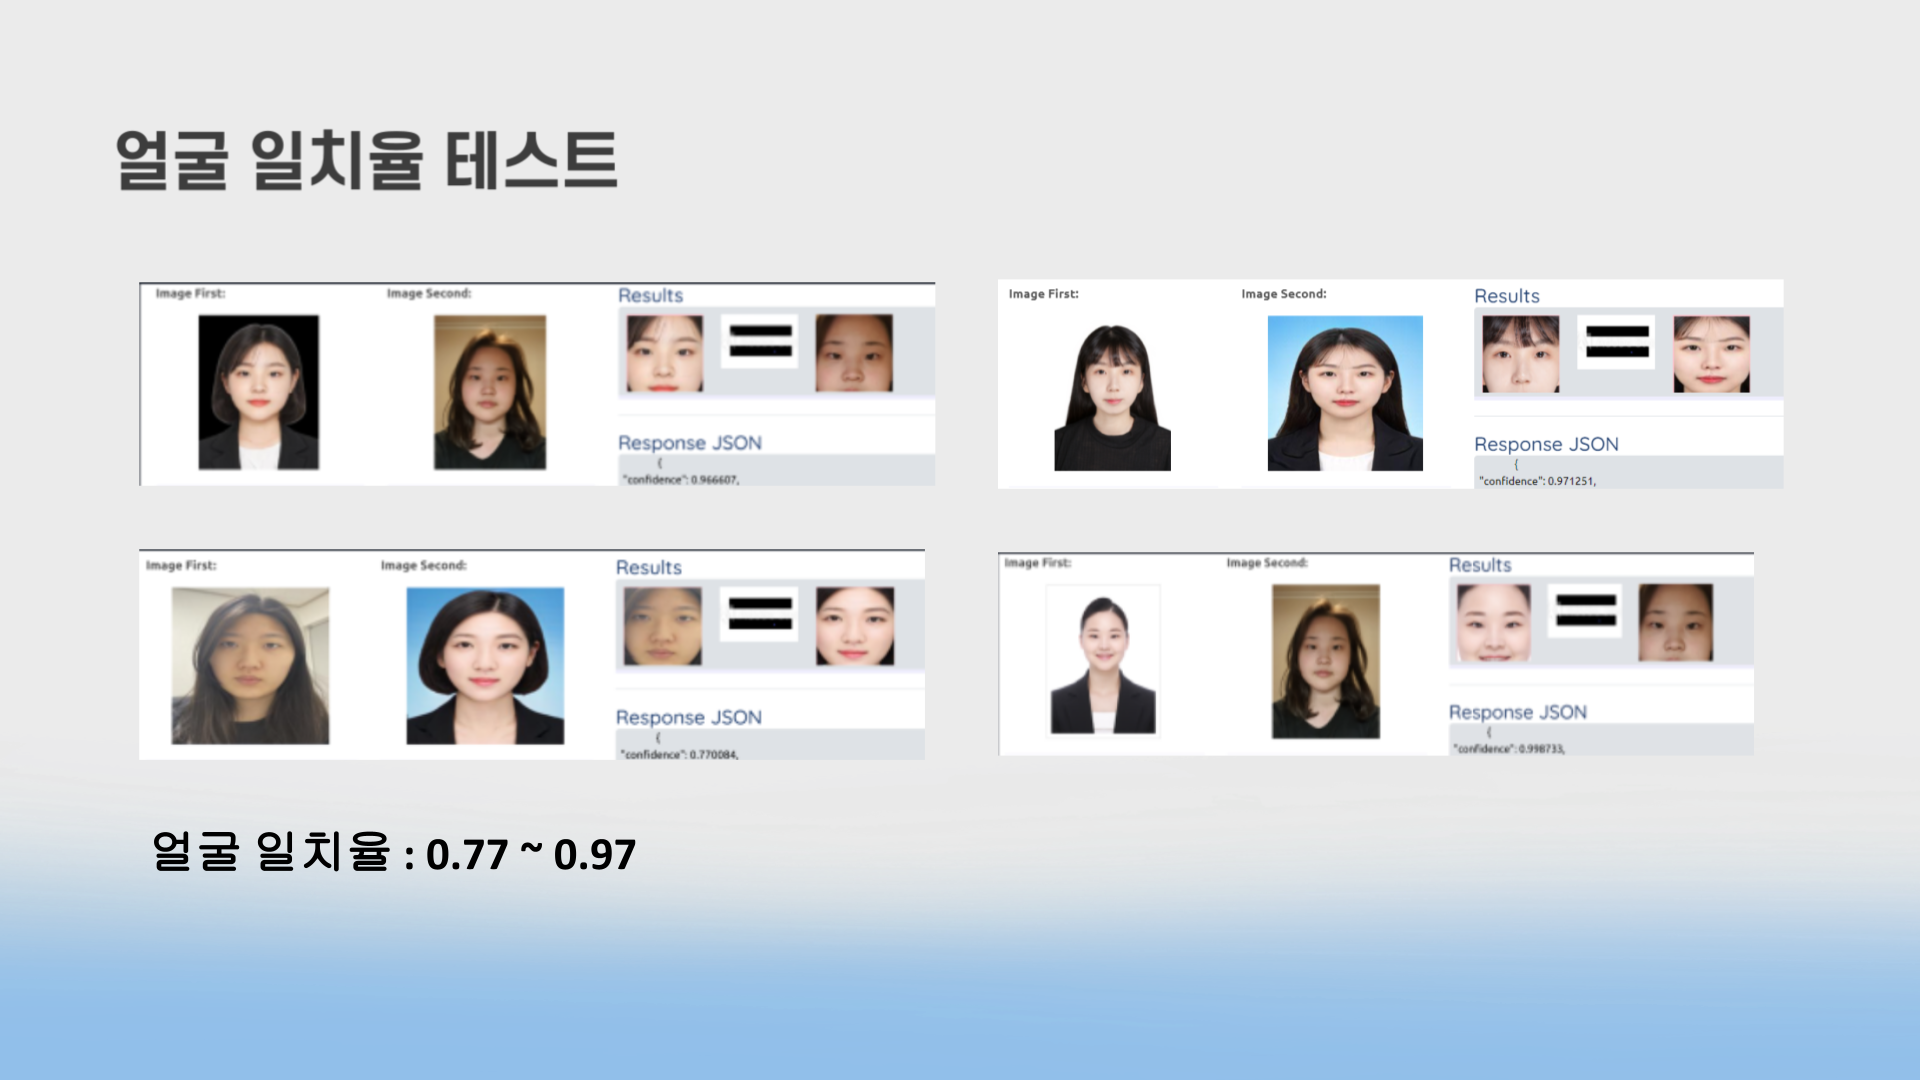 얼굴 일치율 테스트
Image First:
Image Second:
Results
Response JSON
{
"confidence": 0.966607,
Image First:
Image Second:
Results
Response JSON
{
"confidence": 0.971251,
Image First:
Image Second:
Results
Response JSON
{
"confidence": 0.770084,
Image First:
Image Second:
Results
Response JSON
{
"confidence": 0.998733,
얼굴 일치율 : 0.77 ~ 0.97